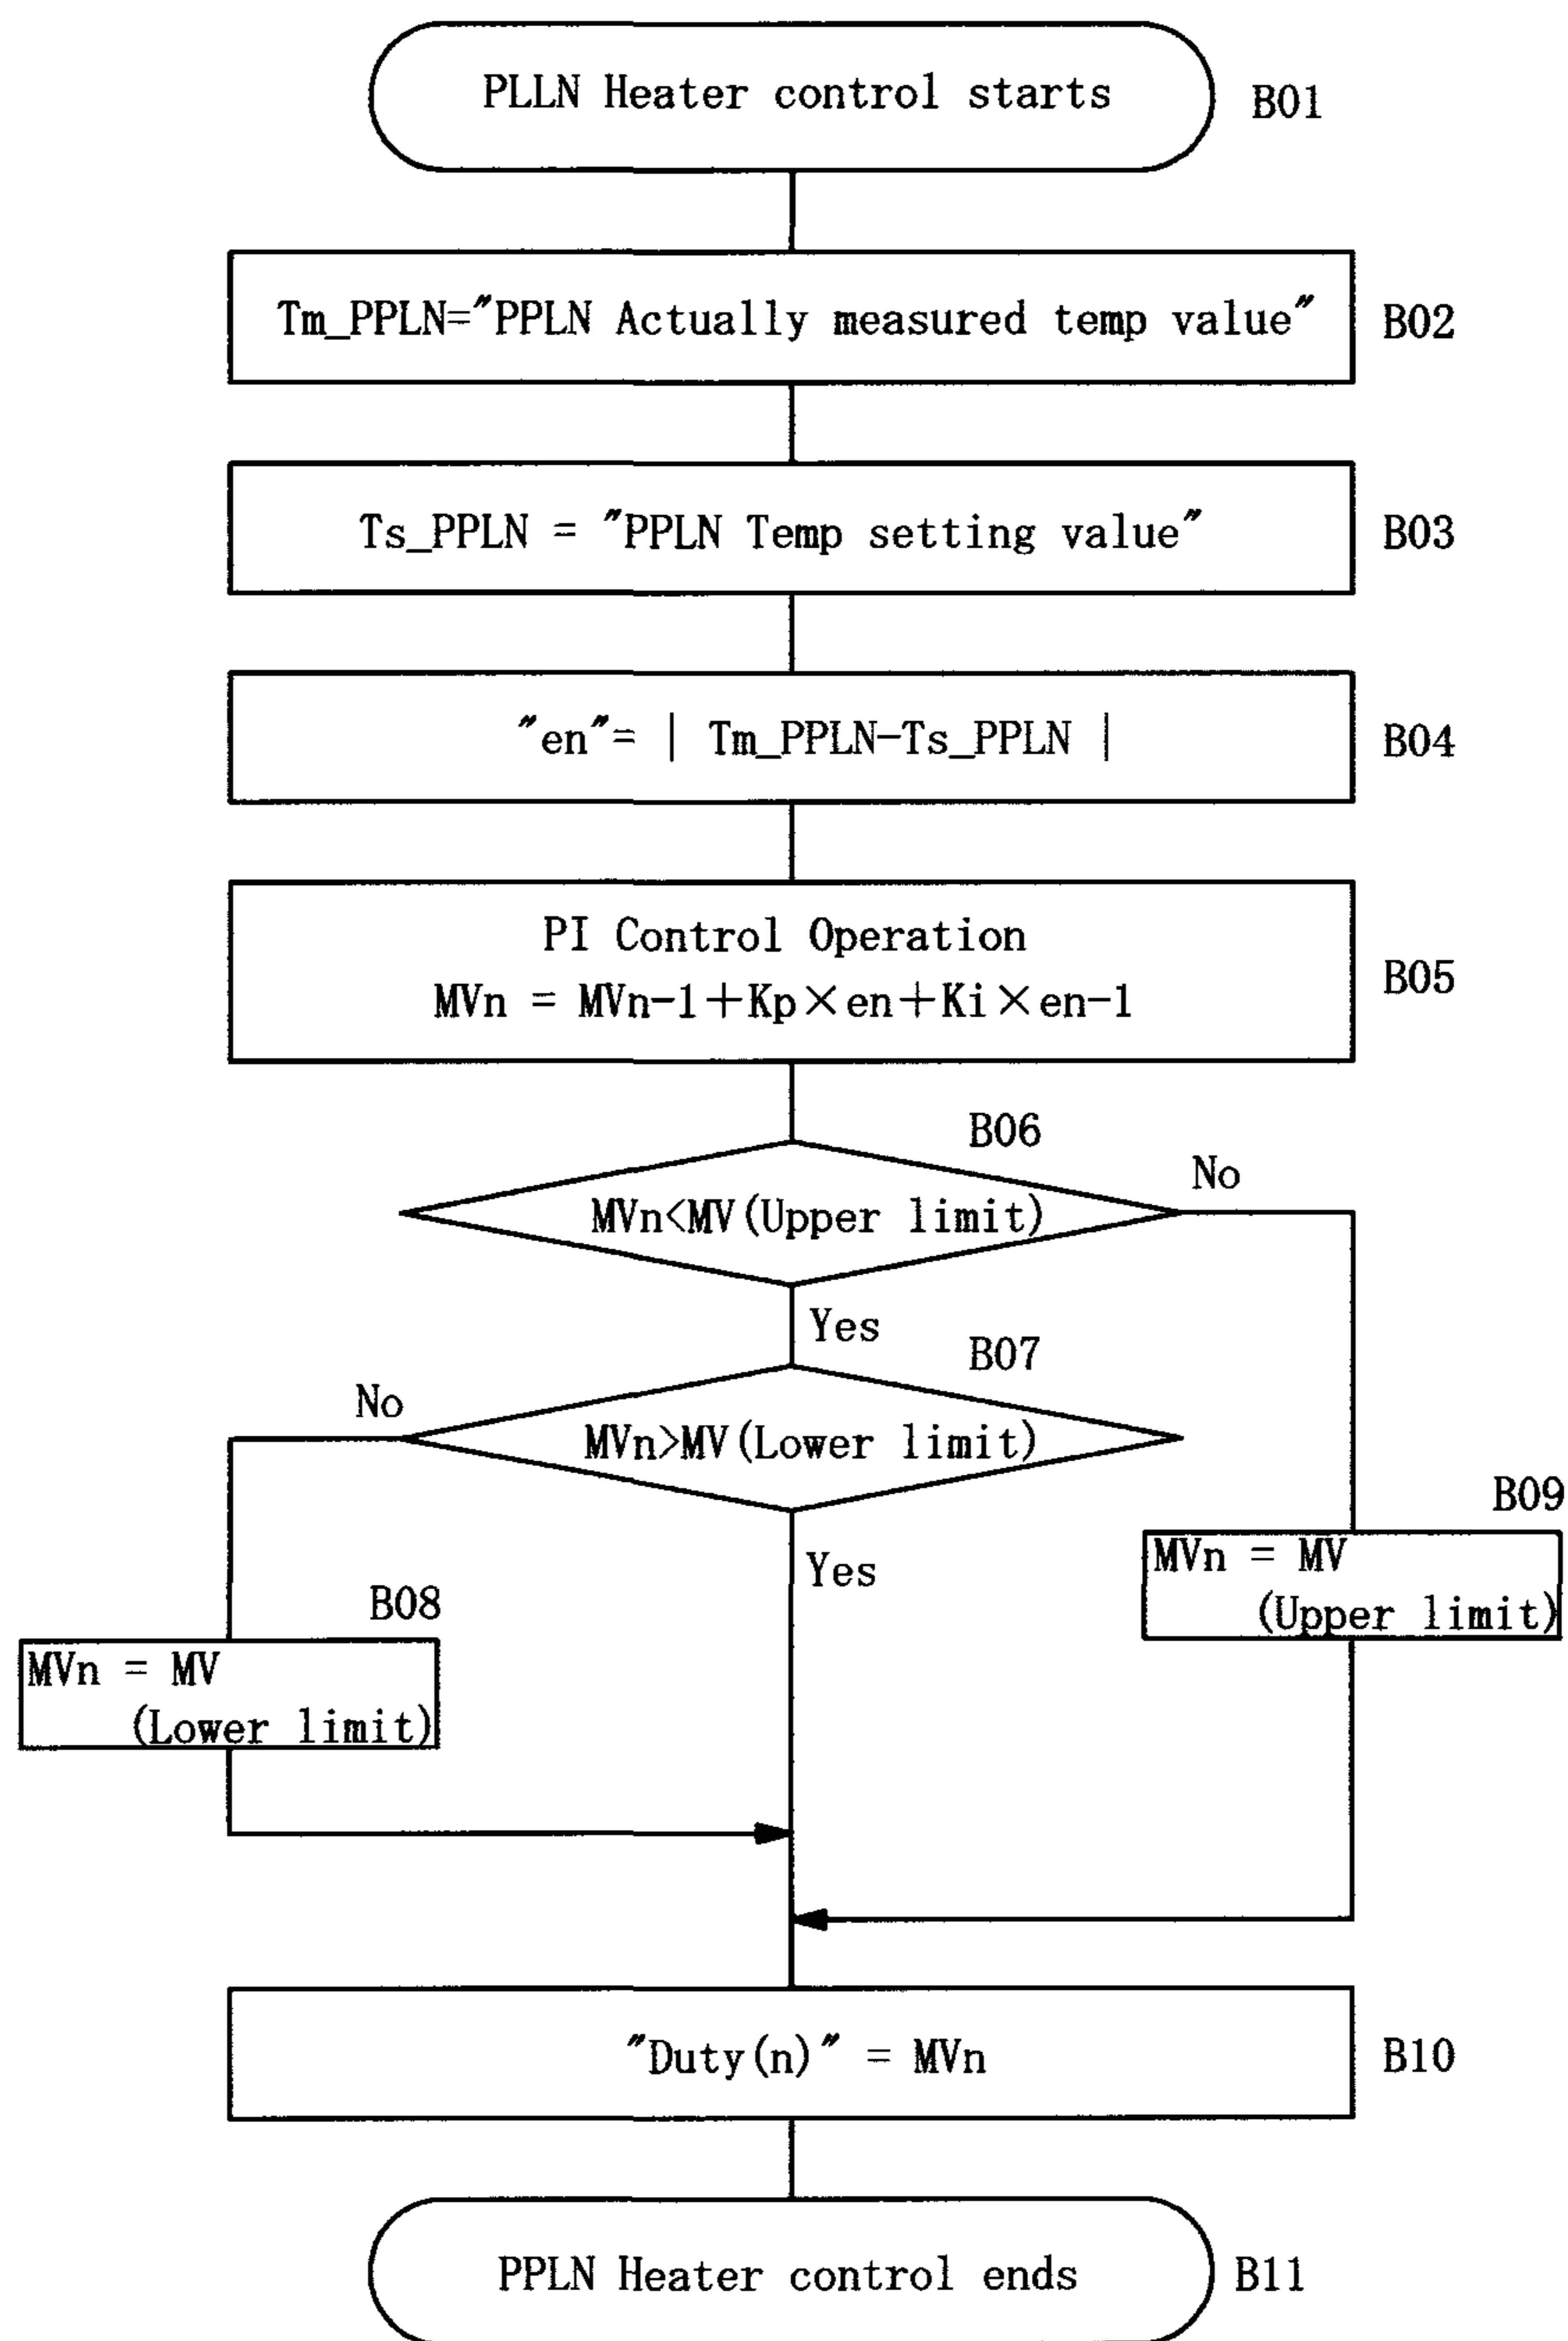 PLLN Heater control starts
B01
Tm_PPLN="PPLN Actually measured temp value"
B02
Ts_PPLN = "PPLN Temp setting value"
B03
"en"= | Tm_PPLN-Ts_PPLN |
B04
PI Control Operation
MVn = MVn-1+Kp×en+Ki×en-1
B05
B06
No
MVn<MV(Upper limit)
Yes
B07
No
MVn>MV(Lower limit)
B09
MVn = MV
(Upper limit)
Yes
B08
MVn = MV
(Lower limit)
"Duty(n)" = MVn
B10
PPLN Heater control ends
B11